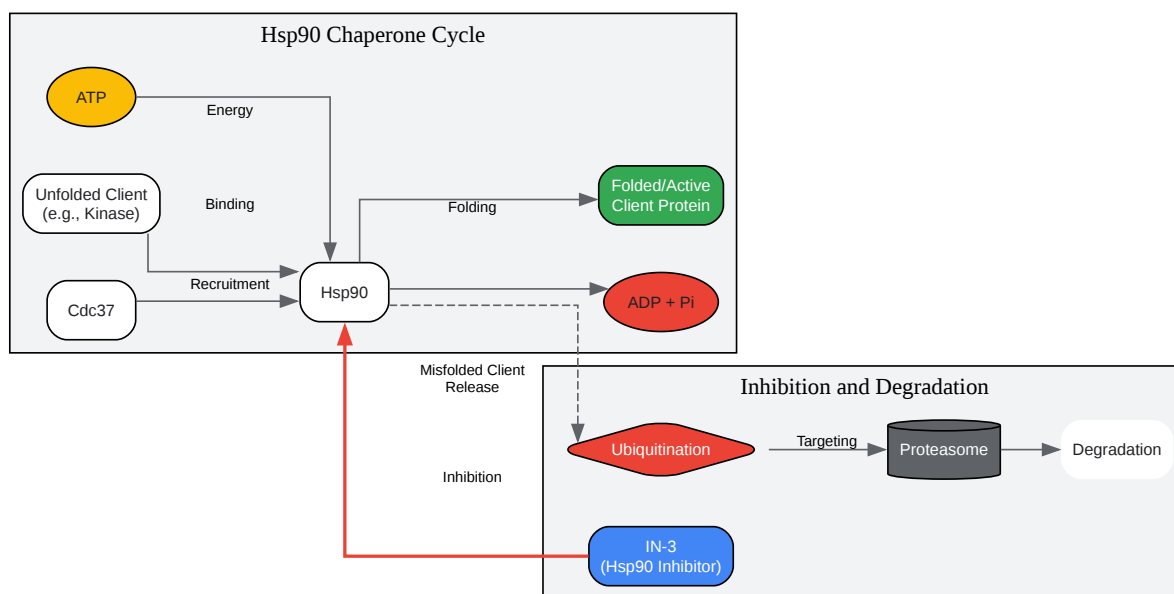 Hsp90 Chaperone Cycle
ATP
Energy
Unfolded Client
(e.g., Kinase)
Binding
Folding
Folded/Active
Client Protein
Recruitment
Cdc37
Hsp90
ADP + Pi
Misfolded Client
Release
Inhibition and Degradation
Ubiquitination
Targeting
Proteasome
Degradation
Inhibition
IN-3
(Hsp90 Inhibitor)